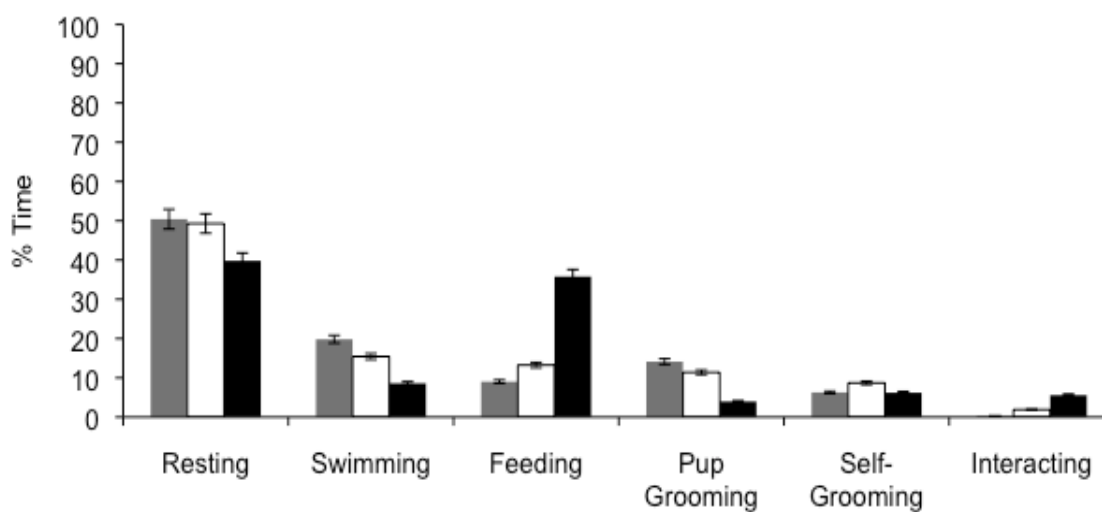 100
90
80
70
60
50
40
30
20
10
0
% Time
Resting
Swimming
Feeding
Pup
Grooming
Self-
Grooming
Interacting